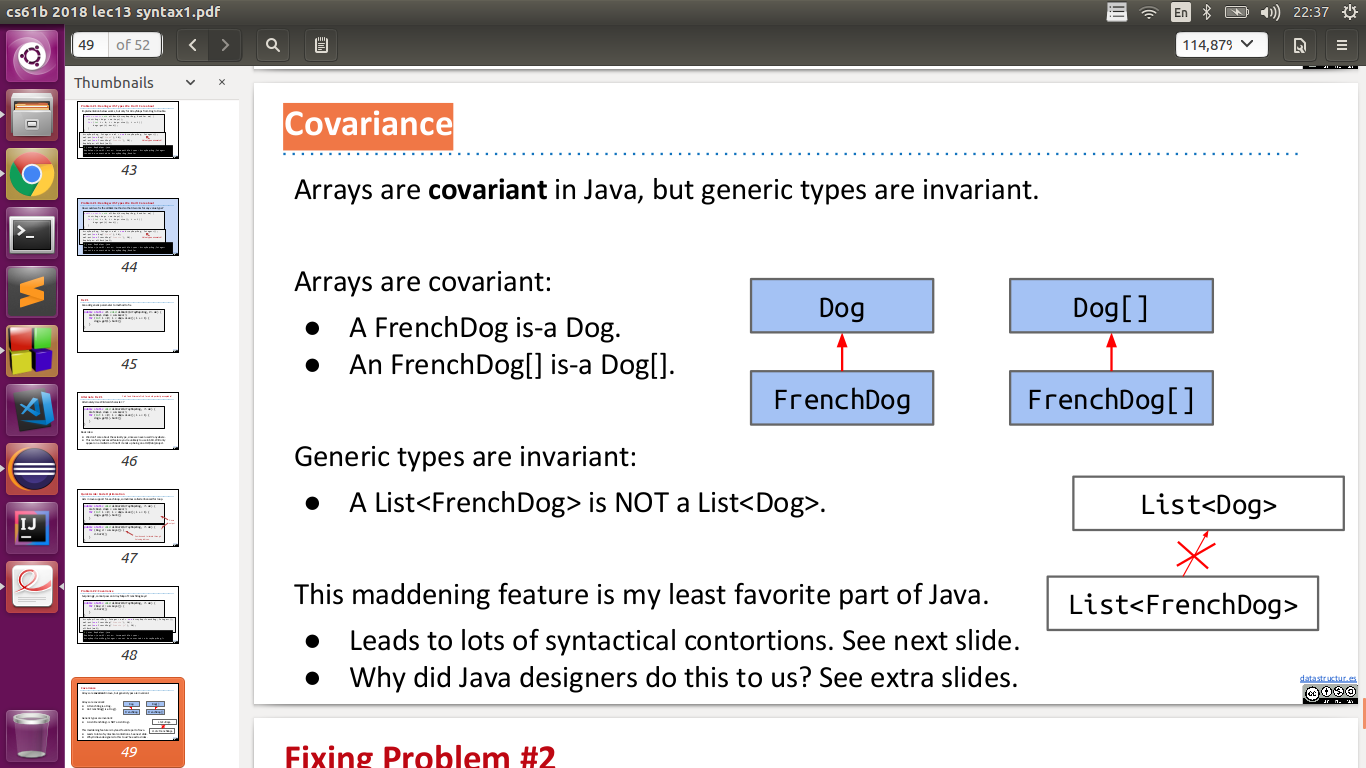 cs61b 2018 lec13 syntax1.pdf
En
22:37
49 of 52
114,87%
Thumbnails
×
Covariance
Arrays are covariant in Java, but generic types are invariant.
Arrays are covariant:
● A FrenchDog is-a Dog.
● An FrenchDog[] is-a Dog[].
Dog
Dog[]
FrenchDog
FrenchDog[]
Generic types are invariant:
● A List<FrenchDog> is NOT a List<Dog>.
List<Dog>
List<FrenchDog>
This maddening feature is my least favorite part of Java.
● Leads to lots of syntactical contortions. See next slide.
● Why did Java designers do this to us? See extra slides.
datastructur.es
Fixing Problem #2
43
44
45
46
47
48
49
IJ